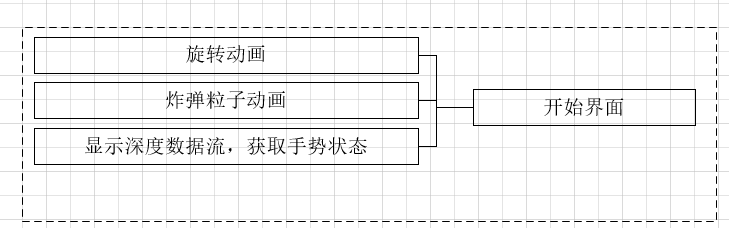 旋转动画
炸弹粒子动画
显示深度数据流，获取手势状态
开始界面